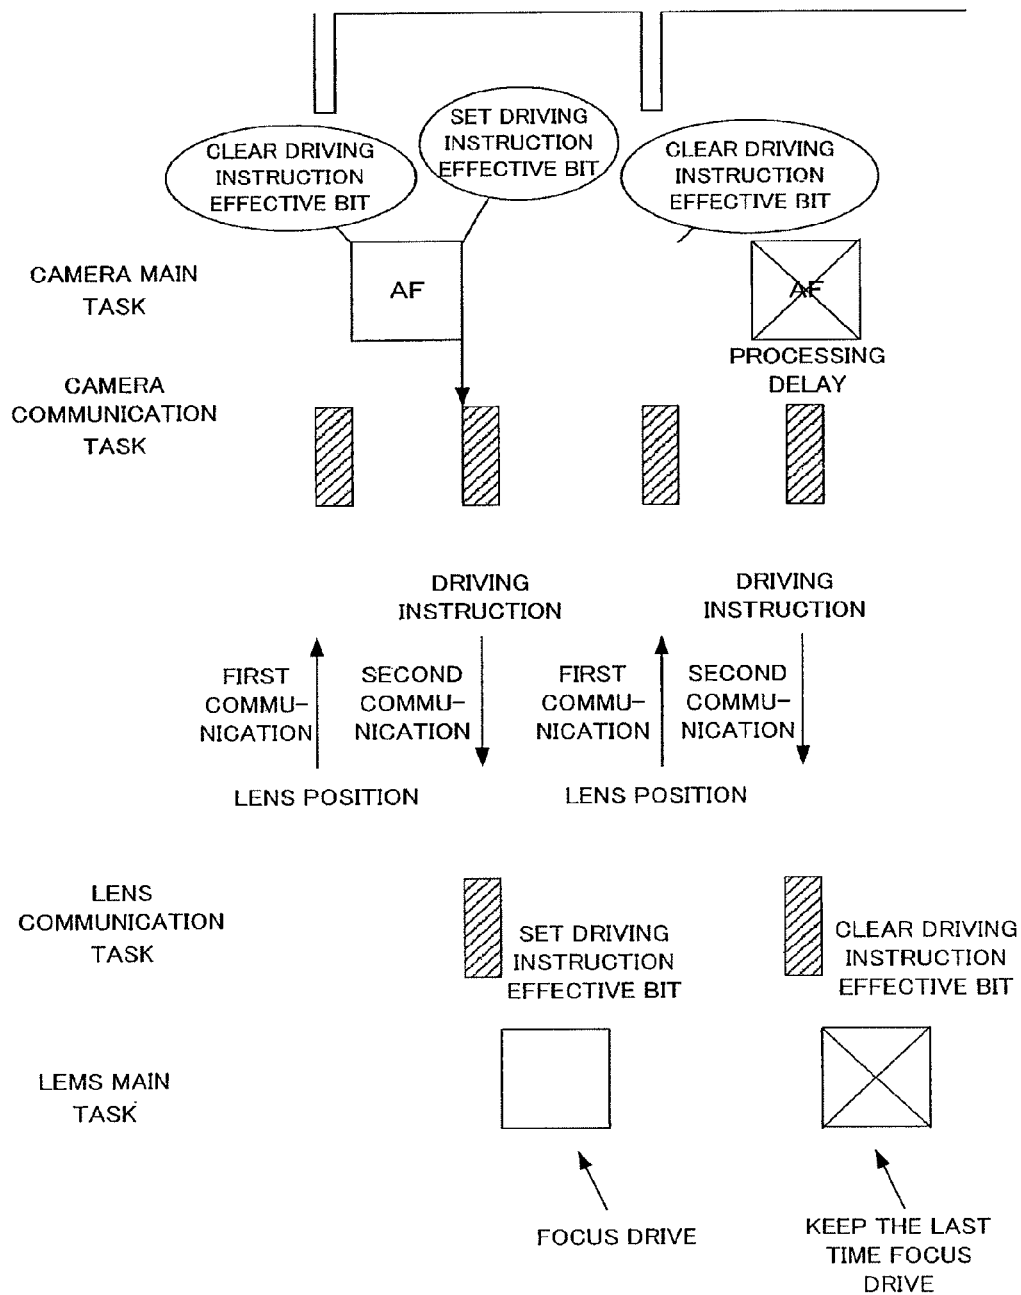 CLEAR DRIVING
INSTRUCTION
EFFECTIVE BIT
SET DRIVING
INSTRUCTION
EFFECTIVE BIT
CLEAR DRIVING
INSTRUCTION
EFFECTIVE BIT
CAMERA MAIN
TASK
AF
AF
PROCESSING
DELAY
CAMERA
COMMUNICATION
TASK
DRIVING
INSTRUCTION
DRIVING
INSTRUCTION
FIRST
COMMU-
NICATION
SECOND
COMMU-
NICATION
FIRST
COMMU-
NICATION
SECOND
COMMU-
NICATION
LENS POSITION
LENS POSITION
LENS
COMMUNICATION
TASK
SET DRIVING
INSTRUCTION
EFFECTIVE BIT
CLEAR DRIVING
INSTRUCTION
EFFECTIVE BIT
LEMS MAIN
TASK
FOCUS DRIVE
KEEP THE LAST
TIME FOCUS
DRIVE